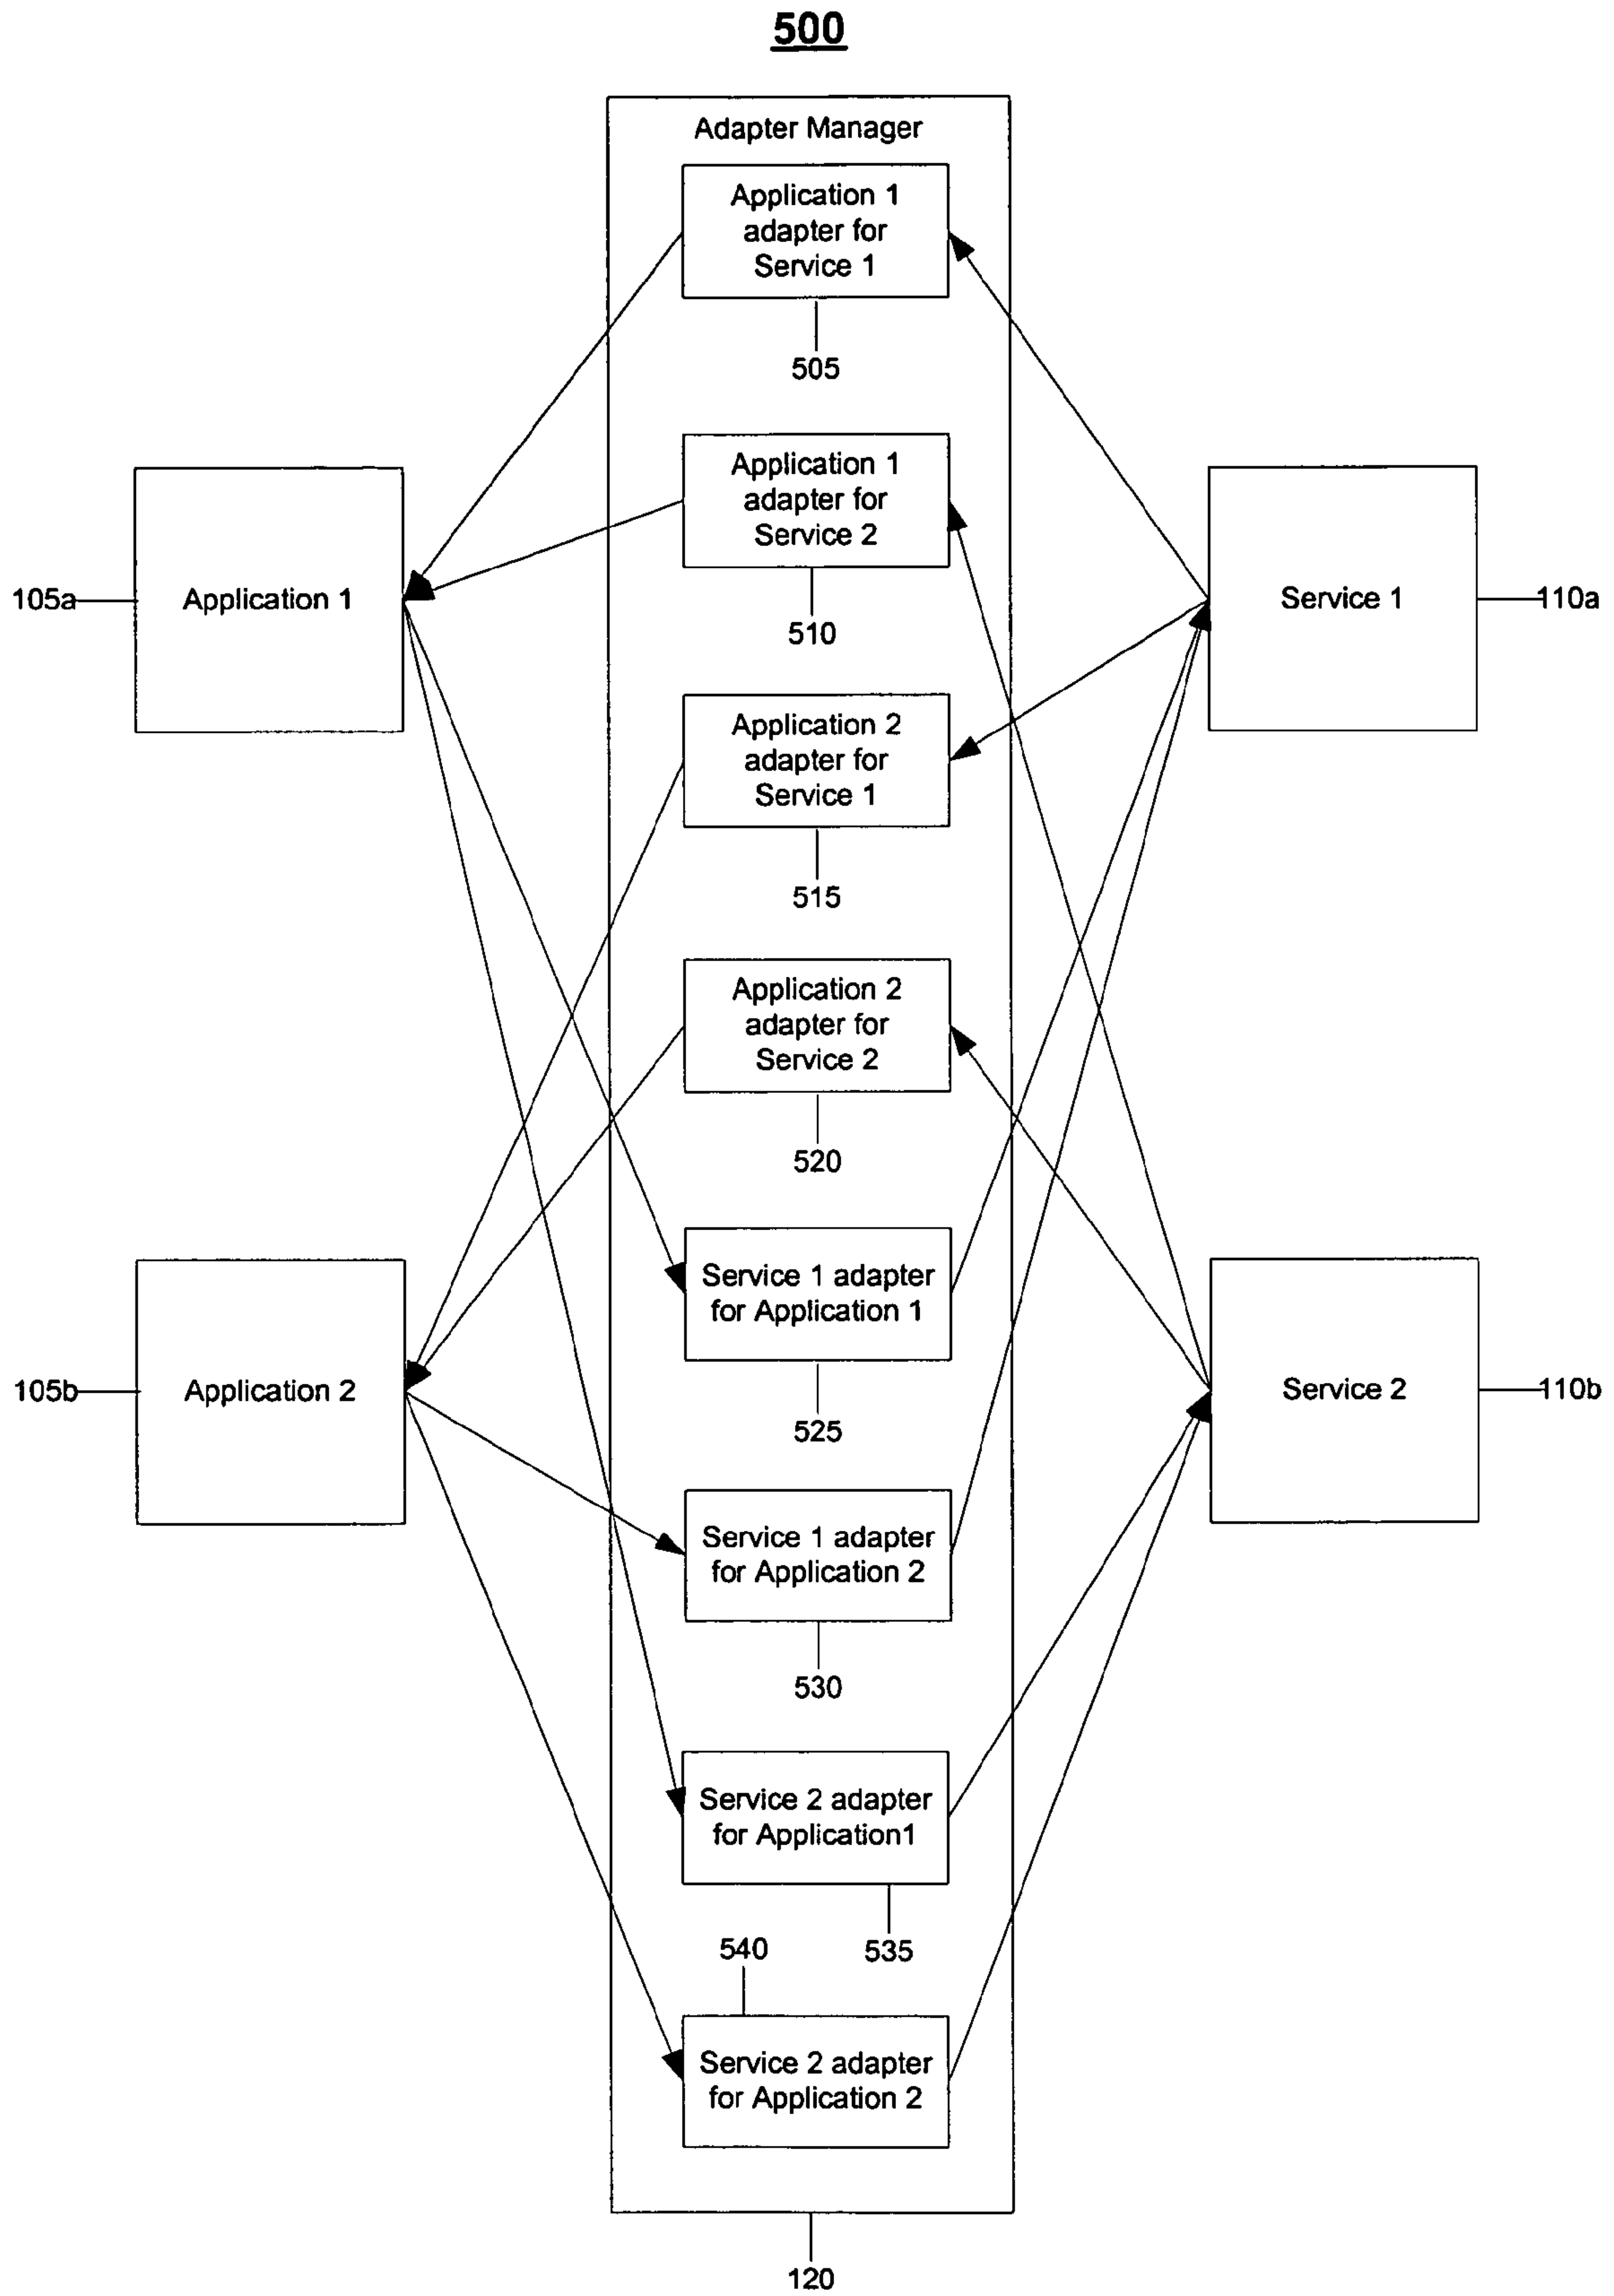 500
Adapter Manager
Application 1
adapter for
Service 1
505
Application 1
adapter for
Service 2
510
105a
Application 1
Service 1
110a
Application 2
adapter for
Service 1
515
Application 2
adapter for
Service 2
520
Service 1 adapter
for Application 1
525
105b
Application 2
Service 2
110b
Service 1 adapter
for Application 2
530
Service 2 adapter
for Application1
535
540
Service 2 adapter
for Application 2
120